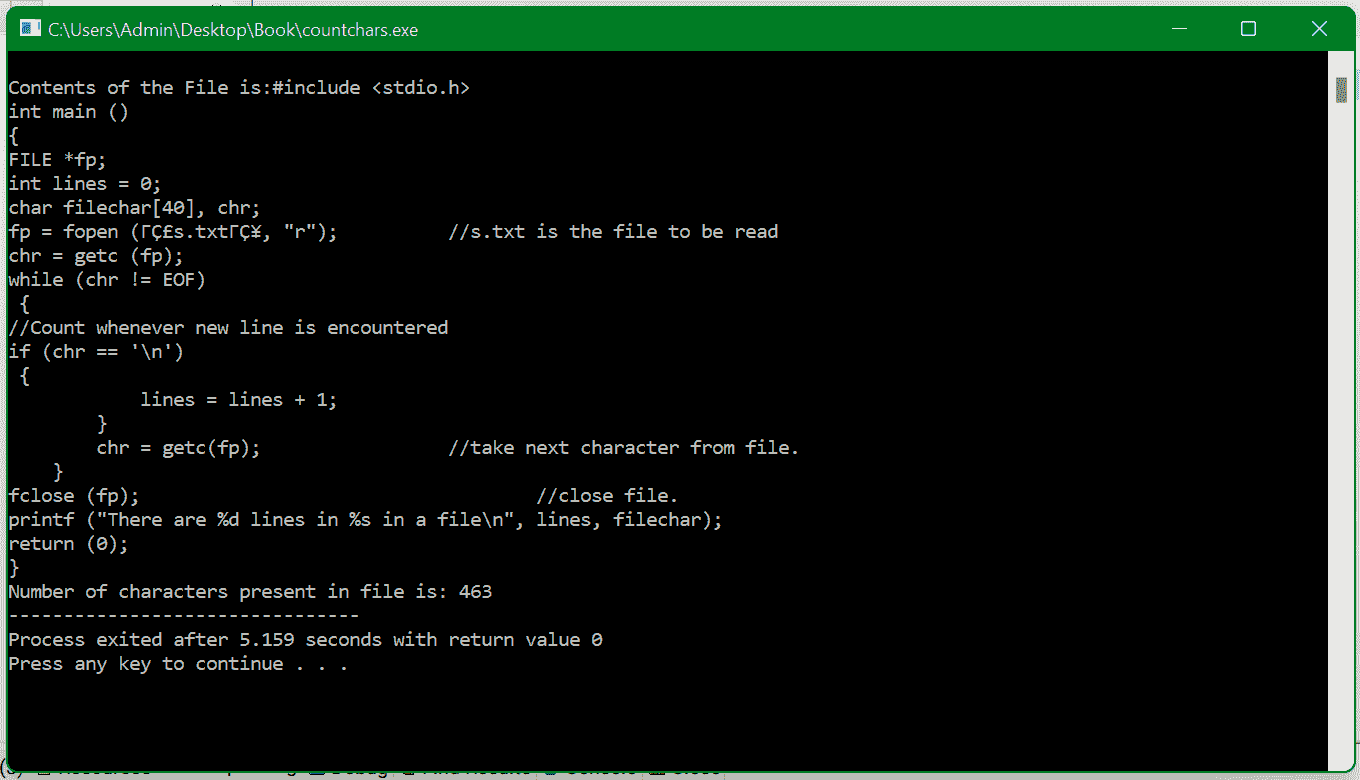 C:\Users\Admin\Desktop\Book\countchars.exe
Contents of the File is:#include <stdio.h>
int main ()
{
FILE *fp;
int lines = 0;
char filechar[40], chr;
fp = fopen (ΓÇ£s.txtΓÇ¥, "r");          //s.txt is the file to be read
chr = getc (fp);
while (chr != EOF)
 {
//Count whenever new line is encountered
if (chr == '\n')
 {
            lines = lines + 1;
        }
        chr = getc(fp);                 //take next character from file.
    }
fclose (fp);                                    //close file.
printf ("There are %d lines in %s in a file\n", lines, filechar);
return (0);
}
Number of characters present in file is: 463
--------------------------------
Process exited after 5.159 seconds with return value 0
Press any key to continue . . .